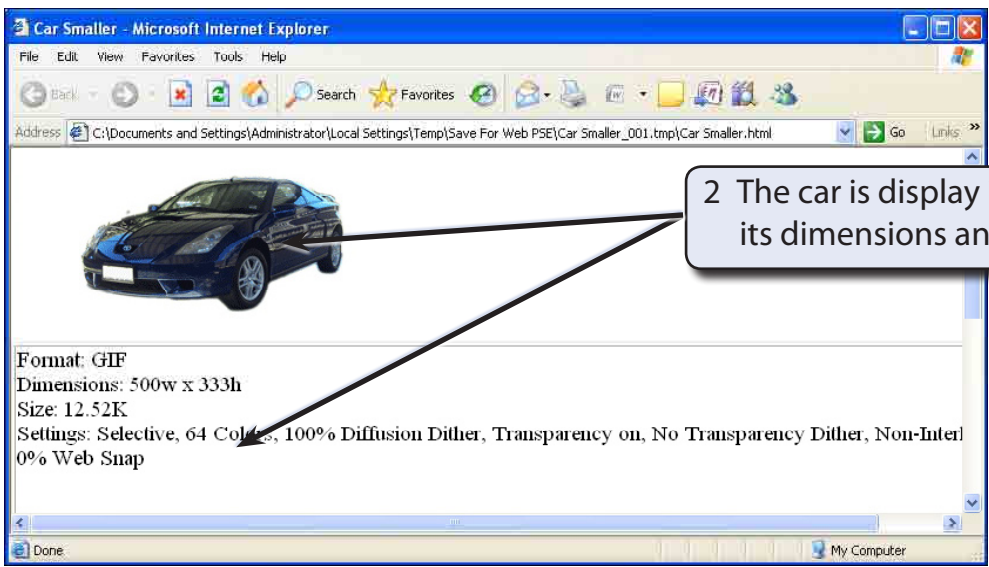 Car Smaller - Microsoft Internet Explorer
File Edit View Favorites Tools Help
Back Search Favorites
Address C:\Documents and Settings\Administrator\Local Settings\Temp\Save For Web PSE\Car Smaller_001.tmp\Car Smaller.html Go Links »
2 The car is display
its dimensions an
Format: GIF
Dimensions: 500w x 333h
Size: 12.52K
Settings: Selective, 64 Colors, 100% Diffusion Dither, Transparency on, No Transparency Dither, Non-Interl
0% Web Snap
Done My Computer